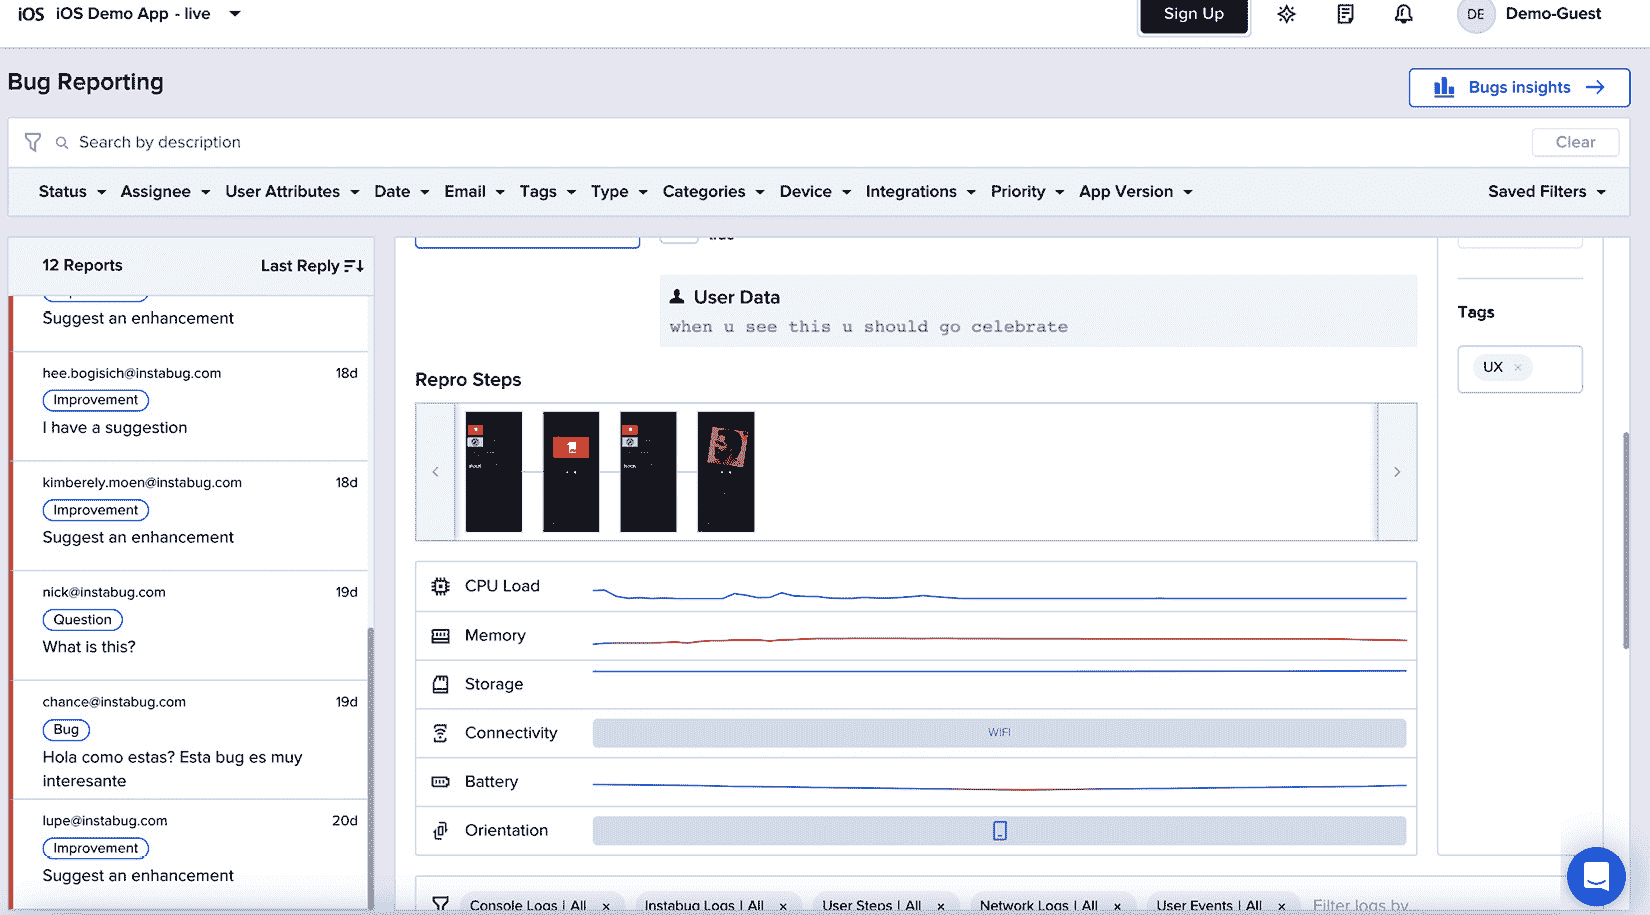 iOS iOS Demo App - live
Sign Up
DE Demo-Guest
Bug Reporting
Bugs insights
Search by description
Clear
Status Assignee User Attributes Date Email Tags Type Categories Device Integrations Priority App Version Saved Filters
12 Reports Last Reply
Suggest an enhancement
hee.bogisich@instabug.com 18d
Improvement
I have a suggestion
kimberely.moen@instabug.com 18d
Improvement
Suggest an enhancement
nick@instabug.com 19d
Question
What is this?
chance@instabug.com 19d
Bug
Hola como estas? Esta bug es muy
interesante
lupe@instabug.com 20d
Improvement
Suggest an enhancement
User Data
when u see this u should go celebrate
Repro Steps
CPU Load
Memory
Storage
Connectivity WIFI
Battery
Orientation
Console Logs | All × Instabug Logs | All × User Steps | All × Network Logs | All × User Events | All × Filter logs by
Tags
UX ×